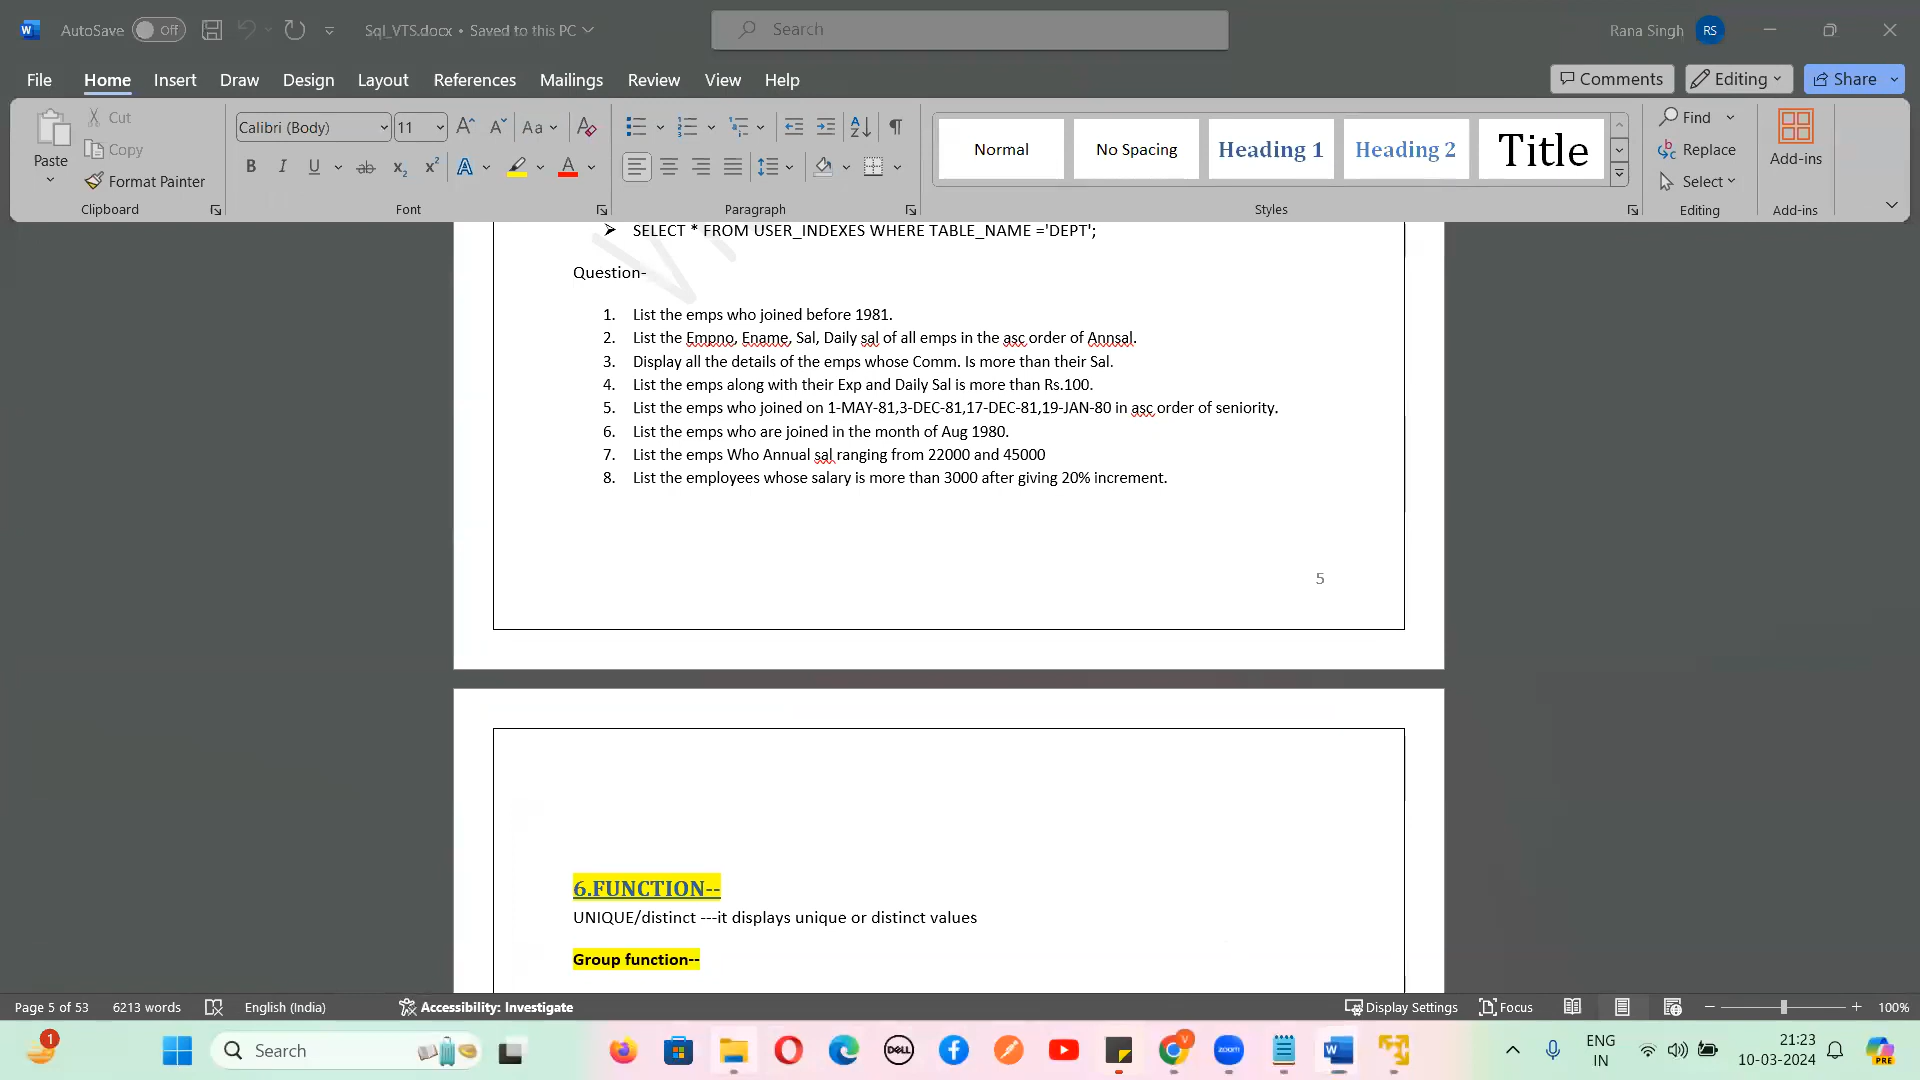 AutoSave Off Sql_VTS.docx • Saved to this PC Search Rana Singh RS
File Home Insert Draw Design Layout References Mailings Review View Help Comments Editing Share
Paste Cut Copy Format Painter Clipboard
Calibri (Body) 11 Aa
B I U ab x₂ x² A A Font
Paragraph
Normal No Spacing Heading 1 Heading 2 Title Styles
Find Replace Select Editing
Add-ins Add-ins
➢ SELECT * FROM USER_INDEXES WHERE TABLE_NAME ='DEPT';
Question-
1. List the emps who joined before 1981.
2. List the Empno, Ename, Sal, Daily sal of all emps in the asc order of Annsal.
3. Display all the details of the emps whose Comm. Is more than their Sal.
4. List the emps along with their Exp and Daily Sal is more than Rs.100.
5. List the emps who joined on 1-MAY-81,3-DEC-81,17-DEC-81,19-JAN-80 in asc order of seniority.
6. List the emps who are joined in the month of Aug 1980.
7. List the emps Who Annual sal ranging from 22000 and 45000
8. List the employees whose salary is more than 3000 after giving 20% increment.
5
6.FUNCTION--
UNIQUE/distinct ---it displays unique or distinct values
Group function--
Page 5 of 53 6213 words English (India) Accessibility: Investigate Display Settings Focus 100%
1 Search DELL zoom V ENG IN 21:23 10-03-2024 PRE